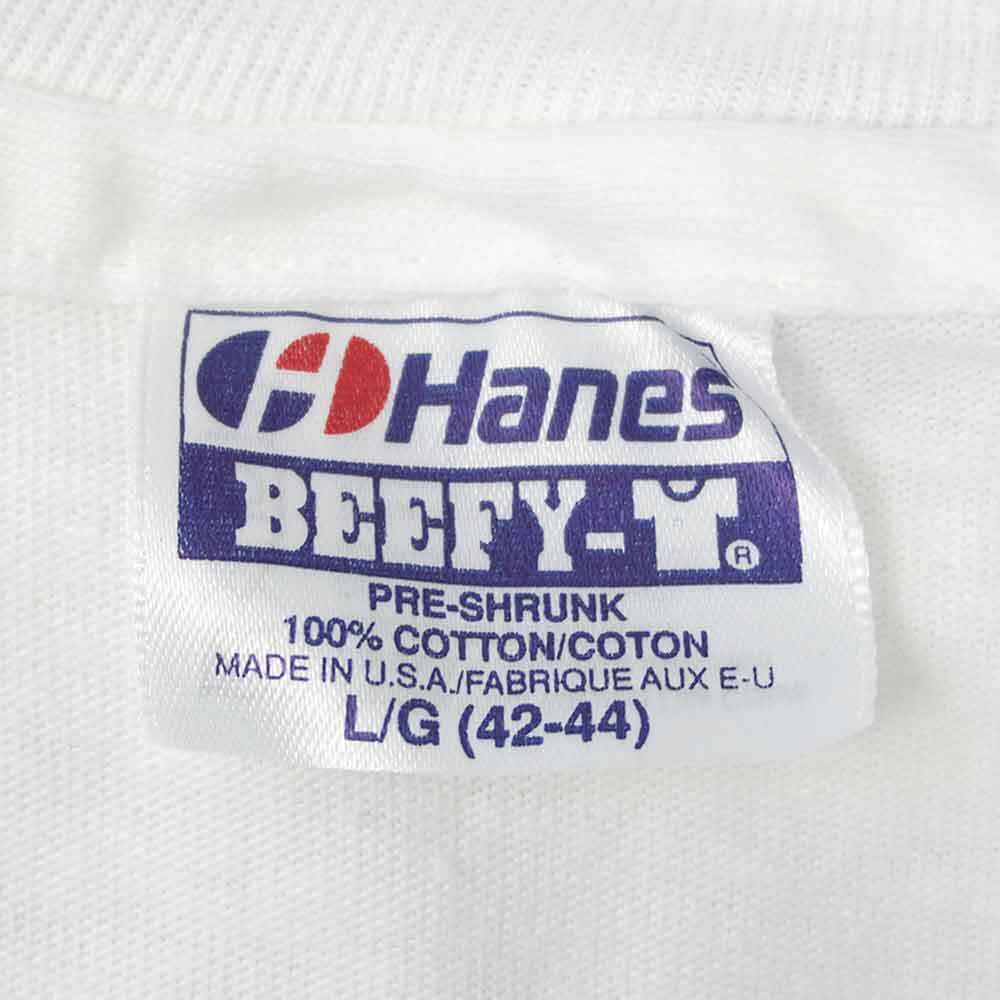 Hanes
BEEFY-T®
PRE-SHRUNK
100% COTTON/COTON
MADE IN U.S.A./FABRIQUE AUX E-U
L/G (42-44)